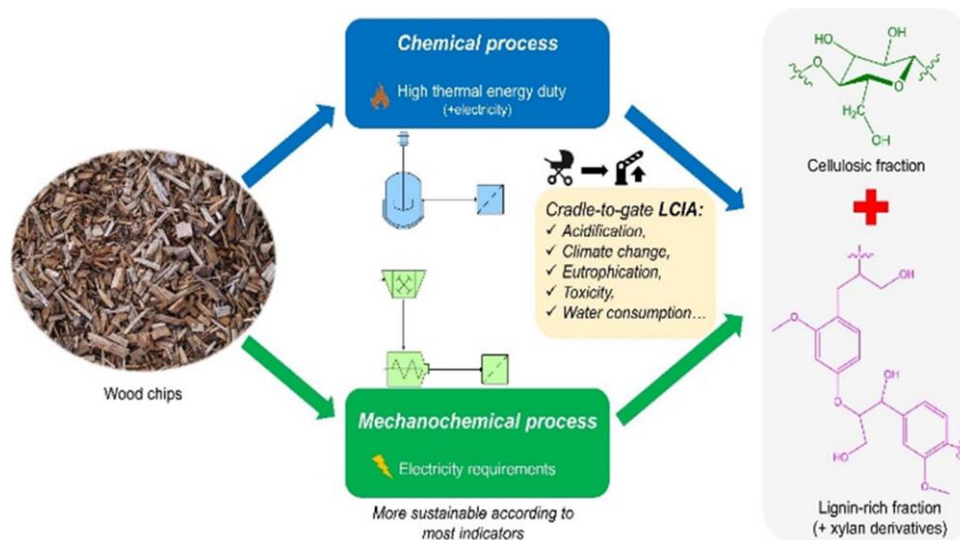 Chemical process
High thermal energy duty
(+electricity)
Wood chips
Cradle-to-gate LCIA:
✓ Acidification,
✓ Climate change,
✓ Eutrophication,
✓ Toxicity,
✓ Water consumption…
Mechanochemical process
Electricity requirements
More sustainable according to
most indicators
HO
OH
O
O
H₂C
OH
Cellulosic fraction
OH
O
OH
O
HO
O
Lignin-rich fraction
(+ xylan derivatives)